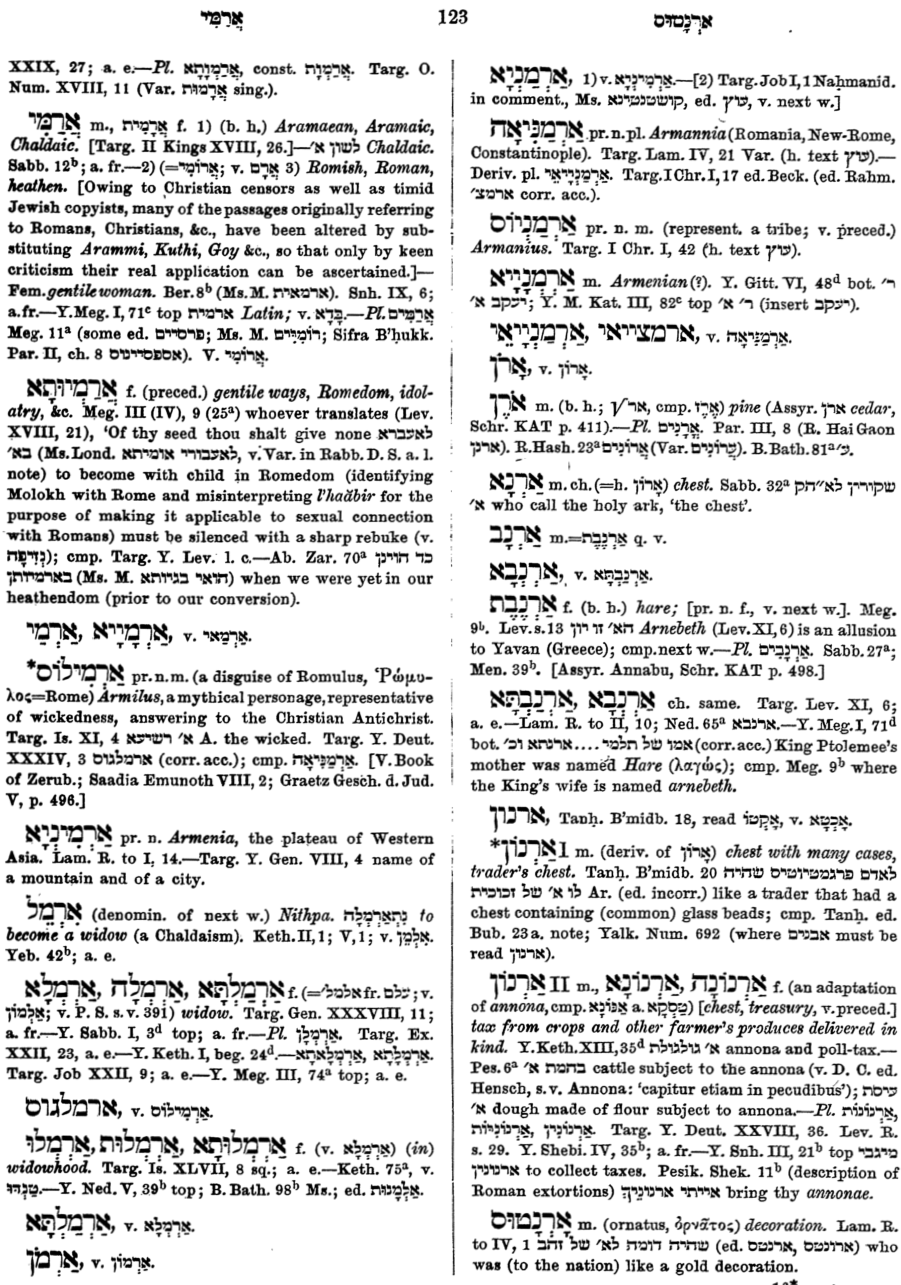 אֲרַמִּי
123
אַרְנָטוּס
XXIX, 27; a. e.—Pl. אֲרַמְוָתָא, const. אַרְמְוָת. Targ. O.
Num. XVIII, 11 (Var. אֲרָמוּת sing.).
אֲרַמִּי m., אֲרָמִית f. 1) (b. h.) Aramaean, Aramaic,
Chaldaic. [Targ. II Kings XVIII, 26.]—לשון א׳ Chaldaic.
Sabb. 12b; a. fr.—2) (=אֲרוֹמִי; v. אֲרָם 3) Romish, Roman,
heathen. [Owing to Christian censors as well as timid
Jewish copyists, many of the passages originally referring
to Romans, Christians, &c., have been altered by sub-
stituting Arammi, Kuthi, Goy &c., so that only by keen
criticism their real application can be ascertained.]—
Fem. gentile woman. Ber. 8b (Ms. M. ארמאית). Snh. IX, 6;
a. fr.—Y. Meg. I, 71c top ארמית Latin; v. בָּדָא.—Pl. אֲרַמִּים
Meg. 11a (some ed. פרסיים; Ms. M. רוֹמִיִּים; Sifra B'ḥukk.
Par. II, ch. 8 אספסיינוס). V. אֲרוֹמִי.
אֲרַמְיוּתָא f. (preced.) gentile ways, Romedom, idol-
atry, &c. Meg. III (IV), 9 (25a) whoever translates (Lev.
XVIII, 21), 'Of thy seed thou shalt give none לאעברא
בא׳ (Ms. Lond. לאעבורי אומיתא, v. Var. in Rabb. D. S. a. l.
note) to become with child in Romedom (identifying
Molokh with Rome and misinterpreting l'haăbir for the
purpose of making it applicable to sexual connection
with Romans) must be silenced with a sharp rebuke (v.
נְזִיפָה); cmp. Targ. Y. Lev. l. c.—Ab. Zar. 70a כד הוינן
בארמיותן (Ms. M. הואי בגיותא) when we were yet in our
heathendom (prior to our conversion).
אַרְמַיָיא, אַרְמַי, v. אַרְמַאי.
*אַרְמִילוֹס pr. n. m. (a disguise of Romulus, Ῥώμυ-
λος=Rome) Armilus, a mythical personage, representative
of wickedness, answering to the Christian Antichrist.
Targ. Is. XI, 4 א׳ רשיעא A. the wicked. Targ. Y. Deut.
XXXIV, 3 ארמלגוס (corr. acc.); cmp. אַרְמַנִּיאָה. [V. Book
of Zerub.; Saadia Emunoth VIII, 2; Graetz Gesch. d. Jud.
V, p. 496.]
אַרְמִינְיָא pr. n. Armenia, the plateau of Western
Asia. Lam. R. to I, 14.—Targ. Y. Gen. VIII, 4 name of
a mountain and of a city.
אִרְמֵל (denomin. of next w.) Nithpa. נִתְאַרְמְלָה to
become a widow (a Chaldaism). Keth. II, 1; V, 1; v. אִלְמֵן.
Yeb. 42b; a. e.
אַרְמַלְתָּא, אַרְמְלָה, אַרְמְלָא f. (=אלמל׳ fr. עלם; v.
אַלְמוֹן; v. P. S. s. v. 391) widow. Targ. Gen. XXXVIII, 11;
a. fr.—Y. Sabb. I, 3d top; a. fr.—Pl. אַרְמְלָן. Targ. Ex.
XXII, 23, a. e.—Y. Keth. I, beg. 24d.—אַרְמְלָתָא, אַרְמְלָאתָא.
Targ. Job XXII, 9; a. e.—Y. Meg. III, 74a top; a. e.
ארמלגוס, v. אַרְמִילוֹס.
אַרְמְלוּתָא, אַרְמְלוּת, אַרְמְלוּ f. (v. אַרְמְלָא) (in)
widowhood. Targ. Is. XLVII, 8 sq.; a. e.—Keth. 75a, v.
טַנְדּוּ.—Y. Ned. V, 39b top; B. Bath. 98b Ms.; ed. אַלְמָנוּת.
אַרְמַלְתָּא, v. אַרְמְלָא.
אַרְמֹן, v. אַרְמוֹן.
אַרְמַנְיָא, 1) v. אַרְמִינְיָא.—[2) Targ. Job I, 1 Naḥmanid.
in comment., Ms. קושטנטינא, ed. עוץ, v. next w.]
אַרְמַנִּיאָה pr. n. pl. Armannia (Romania, New-Rome,
Constantinople). Targ. Lam. IV, 21 Var. (h. text עוץ).—
Deriv. pl. אַרְמַנְיָיאֵי. Targ. I Chr. I, 17 ed. Beck. (ed. Rahm.
ארמצ׳ corr. acc.).
אַרְמַנְיוֹס pr. n. m. (represent. a tribe; v. preced.)
Armanius. Targ. I Chr. I, 42 (h. text עוץ).
אַרְמַנָיְיא m. Armenian (?). Y. Gitt. VI, 48d bot. ר׳
יעקב א׳; Y. M. Kat. III, 82c top ר׳ א׳ (insert יעקב).
ארמצייאי, אַרְמַנְיָיאֵי, v. אַרְמַנִּיאָה.
אָרֹן, v. אָרוֹן.
אֹרֶן m. (b. h.; √אר, cmp. אֶרֶז) pine (Assyr. ארן cedar,
Schr. KAT p. 411).—Pl. אֳרָנִים. Par. III, 8 (R. Hai Gaon
ארנן). R. Hash. 23a אֲרוֹנִים (Var. עֲרוֹנִים). B. Bath. 81a ע׳.
אַרְנָא m. ch. (=h. אָרוֹן) chest. Sabb. 32a שקורין לא״הק
א׳ who call the holy ark, 'the chest'.
אַרְנָב m.=אַרְנֶבֶת q. v.
אַרְנְבָא, v. אַרְנַבְתָּא.
אַרְנֶבֶת f. (b. h.) hare; [pr. n. f., v. next w.]. Meg.
9b. Lev. s. 13 הא׳ זו יון Arnebeth (Lev. XI, 6) is an allusion
to Yavan (Greece); cmp. next w.—Pl. אַרְנָבִים. Sabb. 27a;
Men. 39b. [Assyr. Annabu, Schr. KAT p. 498.]
אַרְנְבָא, אַרְנַבְתָּא ch. same. Targ. Lev. XI, 6;
a. e.—Lam. R. to II, 10; Ned. 65a ארנבא.—Y. Meg. I, 71d
bot. אמו של תלמי .... ארנתא וכ׳ (corr. acc.) King Ptolemee's
mother was named Hare (λαγώς); cmp. Meg. 9b where
the King's wife is named arnebeth.
ארנון, Tanḥ. B'midb. 18, read אַקְטוֹ, v. אַכְטָא.
*אַרְנוֹן I m. (deriv. of אָרוֹן) chest with many cases,
trader's chest. Tanḥ. B'midb. 20 לאדם פרגמטיוטיס שהיה
לו א׳ של זכוכית Ar. (ed. incorr.) like a trader that had a
chest containing (common) glass beads; cmp. Tanḥ. ed.
Bub. 23a. note; Yalk. Num. 692 (where אבנים must be
read ארנון).
אַרְנוֹן II m., אַרְנוֹנָה, אַרְנוֹנָא f. (an adaptation
of annona, cmp. אַנּוֹנָא a. טַסְקָא) [chest, treasury, v. preced.]
tax from crops and other farmer's produces delivered in
kind. Y. Keth. XIII, 35d א׳ גולגולת annona and poll-tax.—
Pes. 6a בהמת א׳ cattle subject to the annona (v. D. C. ed.
Hensch, s. v. Annona: 'capitur etiam in pecudibus'); עיסת
א׳ dough made of flour subject to annona.—Pl. אַרְנוֹנוֹת,
אַרְנוֹנִין, אַרְנוֹנִיּוֹת. Targ. Y. Deut. XXVIII, 36. Lev. R.
s. 29. Y. Shebi. IV, 35b; a. fr.—Y. Snh. III, 21b top מיגבי
ארנונין to collect taxes. Pesik. Shek. 11b (description of
Roman extortions) אייתי ארנונִיךְ bring thy annonae.
אַרְנָטוּס m. (ornatus, ὀρνᾶτος) decoration. Lam. R.
to IV, 1 שהיה דומה לא׳ של זהב (ed. ארונטס, ארנטס) who
was (to the nation) like a gold decoration.